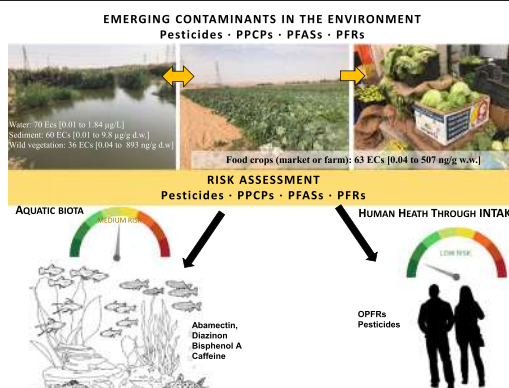 EMERGING CONTAMINANTS IN THE ENVIRONMENT
Pesticides · PPCPs · PFASs · PFRs
Water: 70 Ecs [0.01 to 1.84 µg/L]
Sediment: 60 ECs [0.01 to 9.8 µg/g d.w.]
Wild vegetation: 36 ECs [0.04 to 893 ng/g d.w]
Food crops (market or farm): 63 ECs [0.04 to 507 ng/g w.w.]
RISK ASSESSMENT
Pesticides · PPCPs · PFASs · PFRs
AQUATIC BIOTA
MEDIUM RISK
HUMAN HEATH THROUGH INTAK
LOW RISK
Abamectin,
Diazinon
Bisphenol A
Caffeine
OPFRs
Pesticides